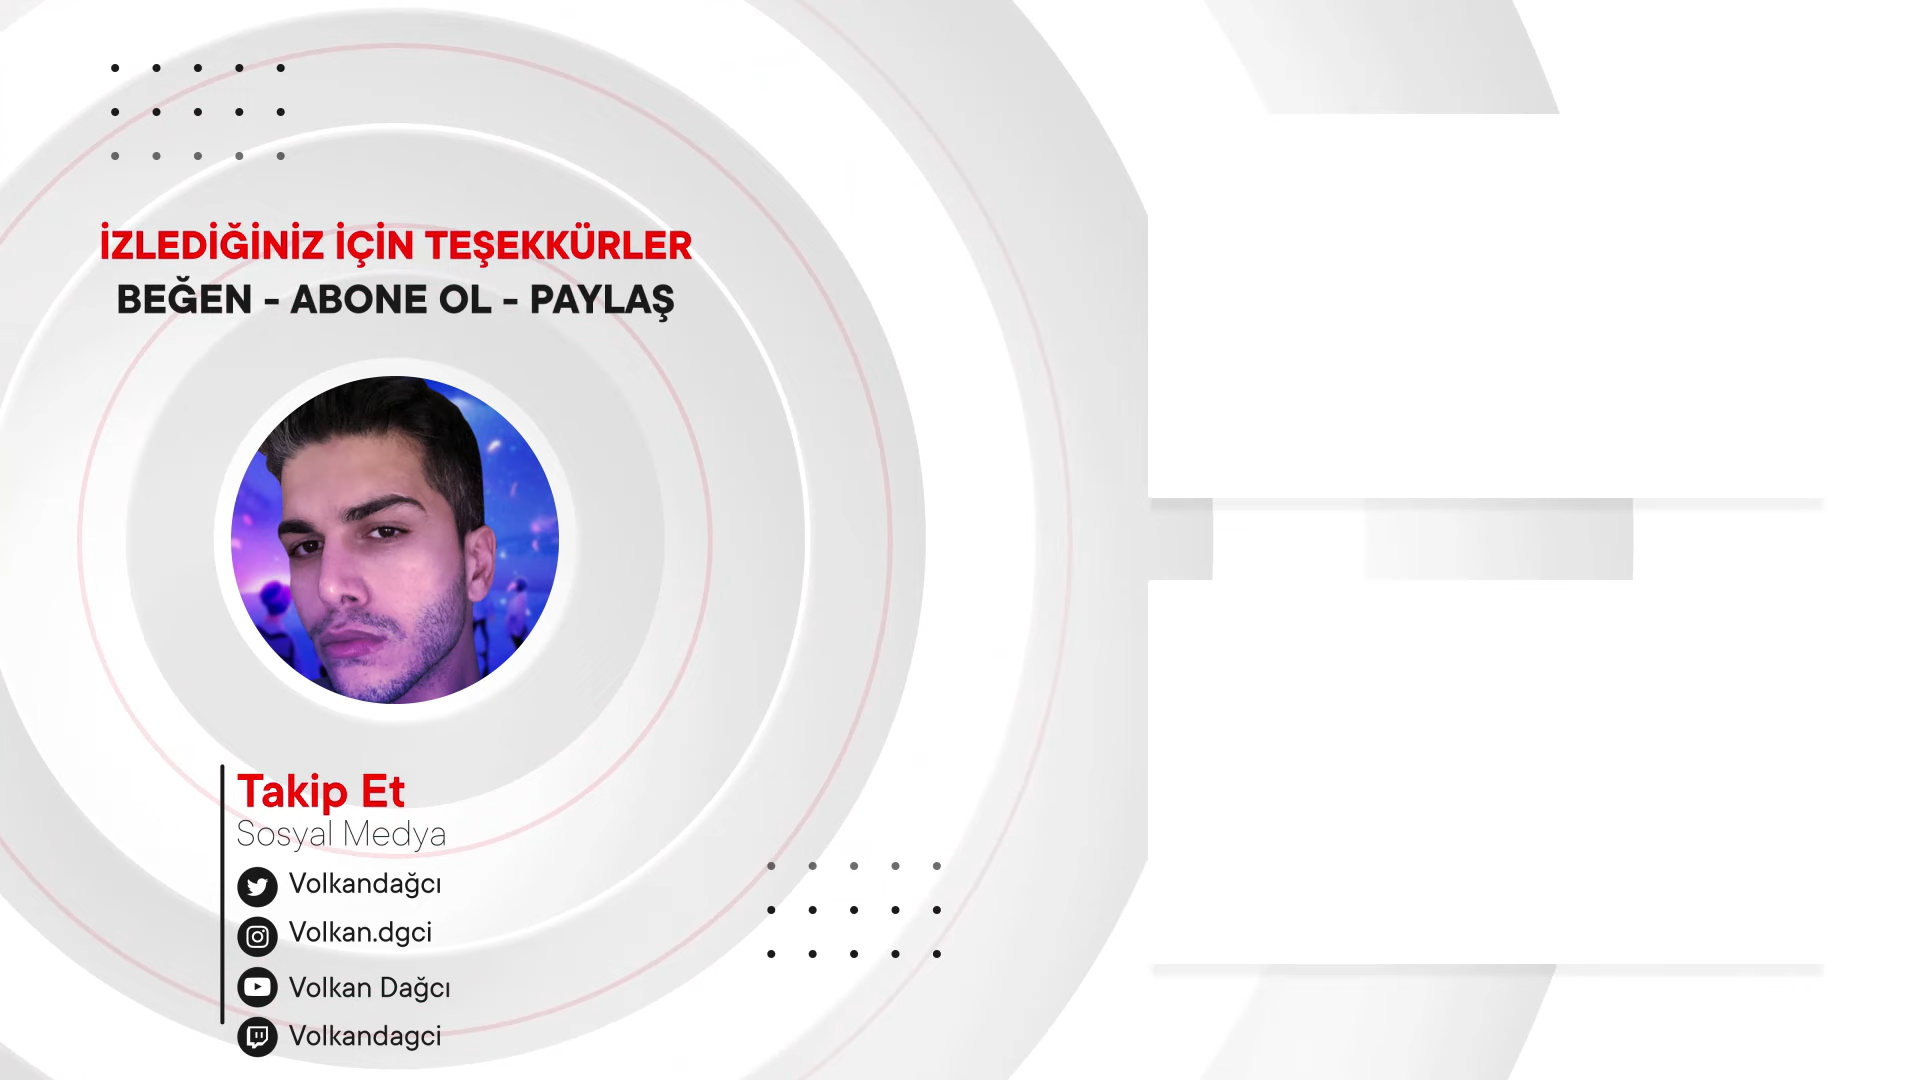 İZLEDİĞİNİZ İÇİN TEŞEKKÜRLER
BEĞEN - ABONE OL - PAYLAŞ
Takip Et
Sosyal Medya
Volkandağcı
Volkan.dgci
Volkan Dağcı
Volkandagci